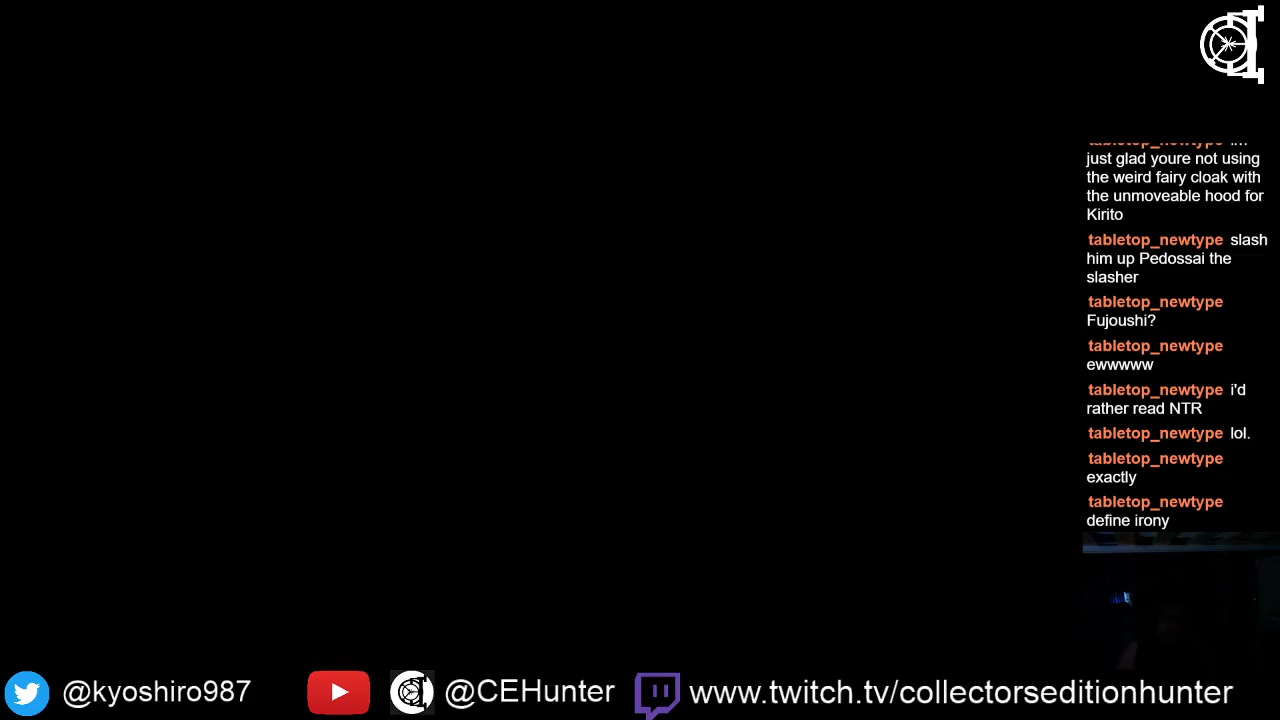 tabletop_newtype im
just glad youre not using
the weird fairy cloak with
the unmoveable hood for
Kirito
tabletop_newtype slash
him up Pedossai the
slasher
tabletop_newtype
Fujoushi?
tabletop_newtype
ewwwww
tabletop_newtype i'd
rather read NTR
tabletop_newtype lol.
tabletop_newtype
exactly
tabletop_newtype
define irony
@kyoshiro987
@CEHunter
www.twitch.tv/collectorseditionhunter